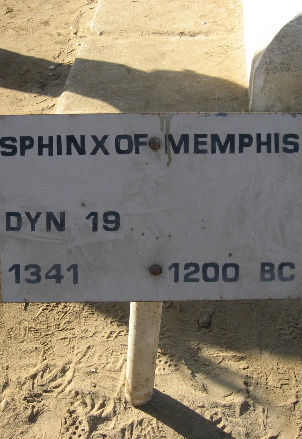 SPHINX OF MEMPHIS
DYN 19
1341 1200 BC